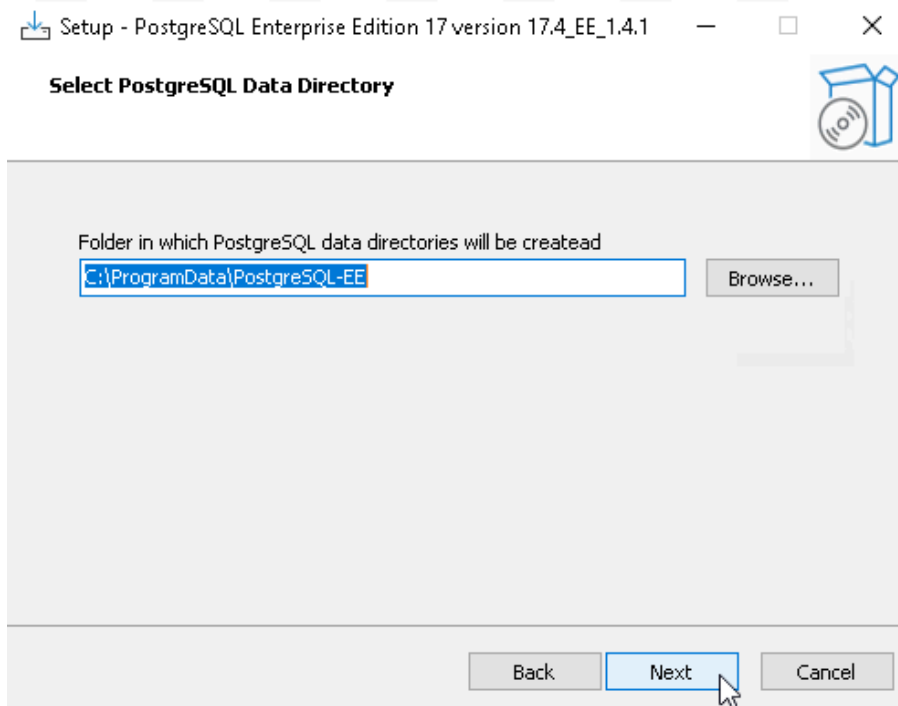 Setup - PostgreSQL Enterprise Edition 17 version 17.4_EE_1.4.1
Select PostgreSQL Data Directory
Folder in which PostgreSQL data directories will be createad
C:\ProgramData\PostgreSQL-EE
Browse...
Back
Next
Cancel